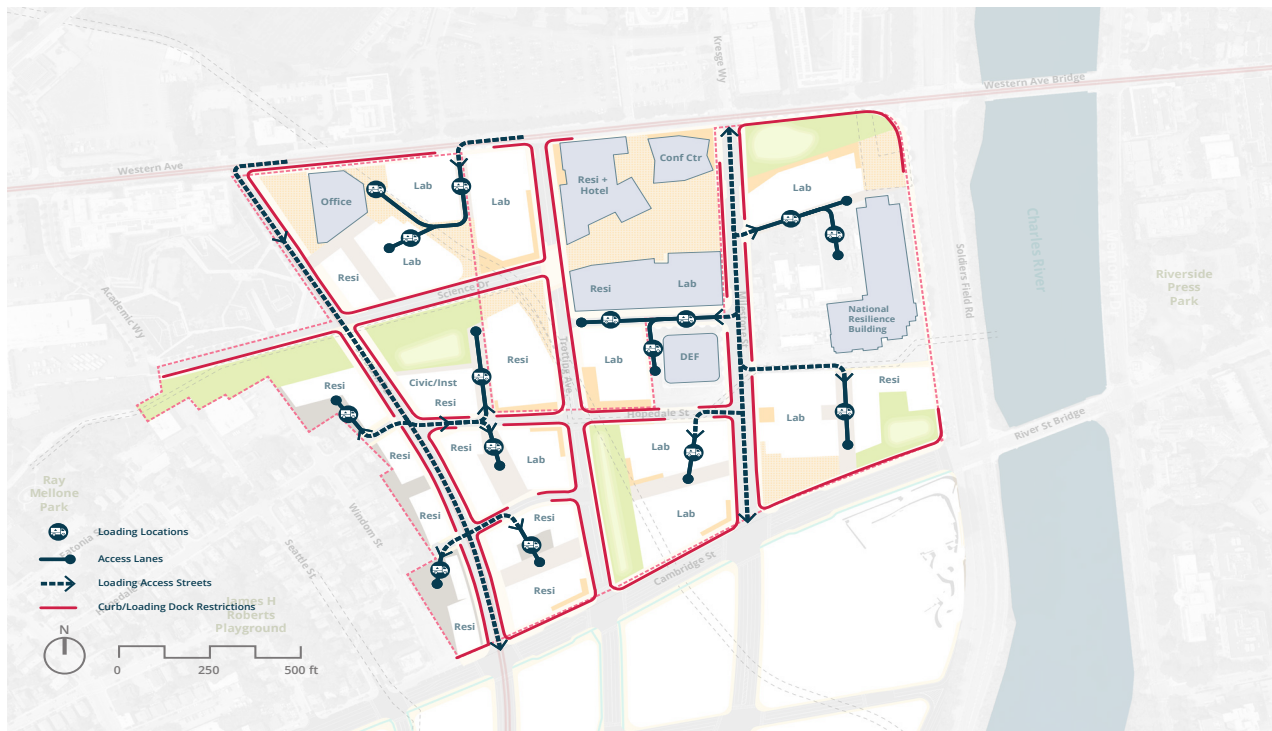 Kresge Wy
Western Ave Bridge
Western Ave
Conf Ctr
Resi +
Hotel
Lab
Lab
Office
Lab
Lab
Resi
Science Dr
Resi
Lab
Charles River
Soldiers Field Rd
Riverside
Press
Park
Academic Wy
National
Resilience
Building
DEF
Lab
Resi
Trotting Ave
Civic/Inst
Resi
Resi
Resi
Hopedale St
Lab
River St Bridge
Resi
Resi
Lab
Lab
Resi
Lab
Resi
Resi
Resi
Cambridge St
Windom St
Seattle St
Ray
Mellone
Park
James H
Roberts
Playground
Loading Locations
Access Lanes
Loading Access Streets
Curb/Loading Dock Restrictions
N
0
250
500 ft